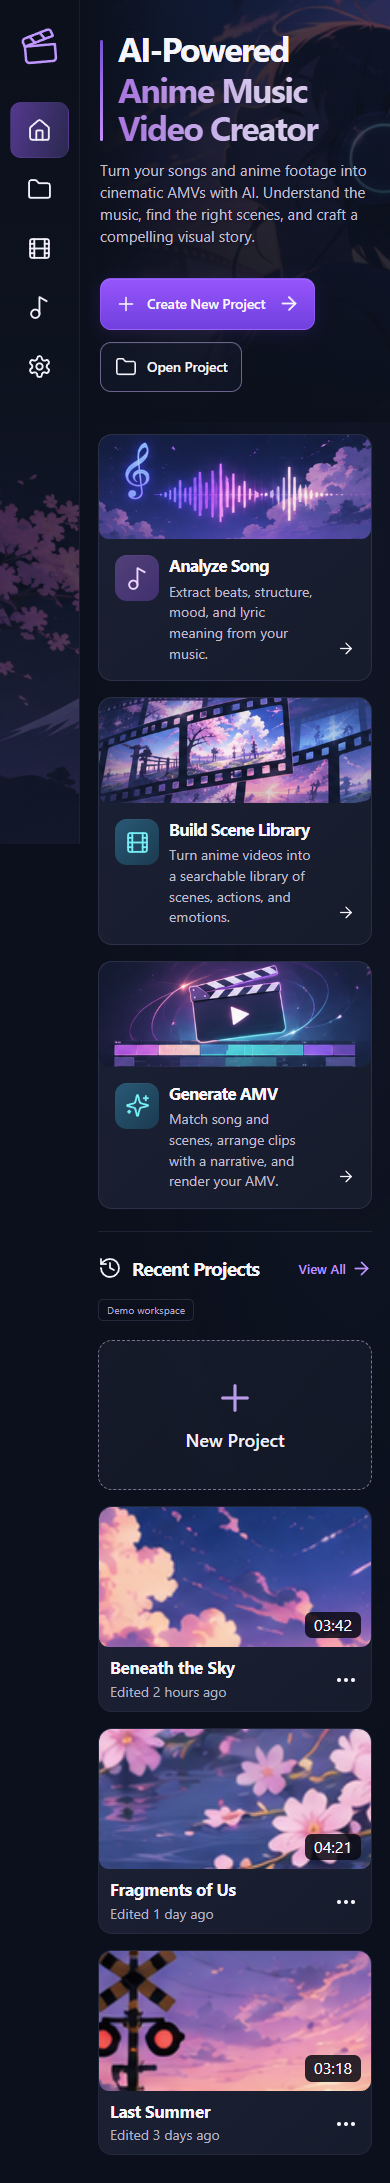 AI-Powered
Anime Music
Video Creator
Turn your songs and anime footage into
cinematic AMVs with AI. Understand the
music, find the right scenes, and craft a
compelling visual story.
Create New Project
Open Project
Analyze Song
Extract beats, structure,
mood, and lyric
meaning from your
music.
Build Scene Library
Turn anime videos into
a searchable library of
scenes, actions, and
emotions.
Generate AMV
Match song and
scenes, arrange clips
with a narrative, and
render your AMV.
Recent Projects
View All
Demo workspace
New Project
03:42
Beneath the Sky
Edited 2 hours ago
04:21
Fragments of Us
Edited 1 day ago
03:18
Last Summer
Edited 3 days ago